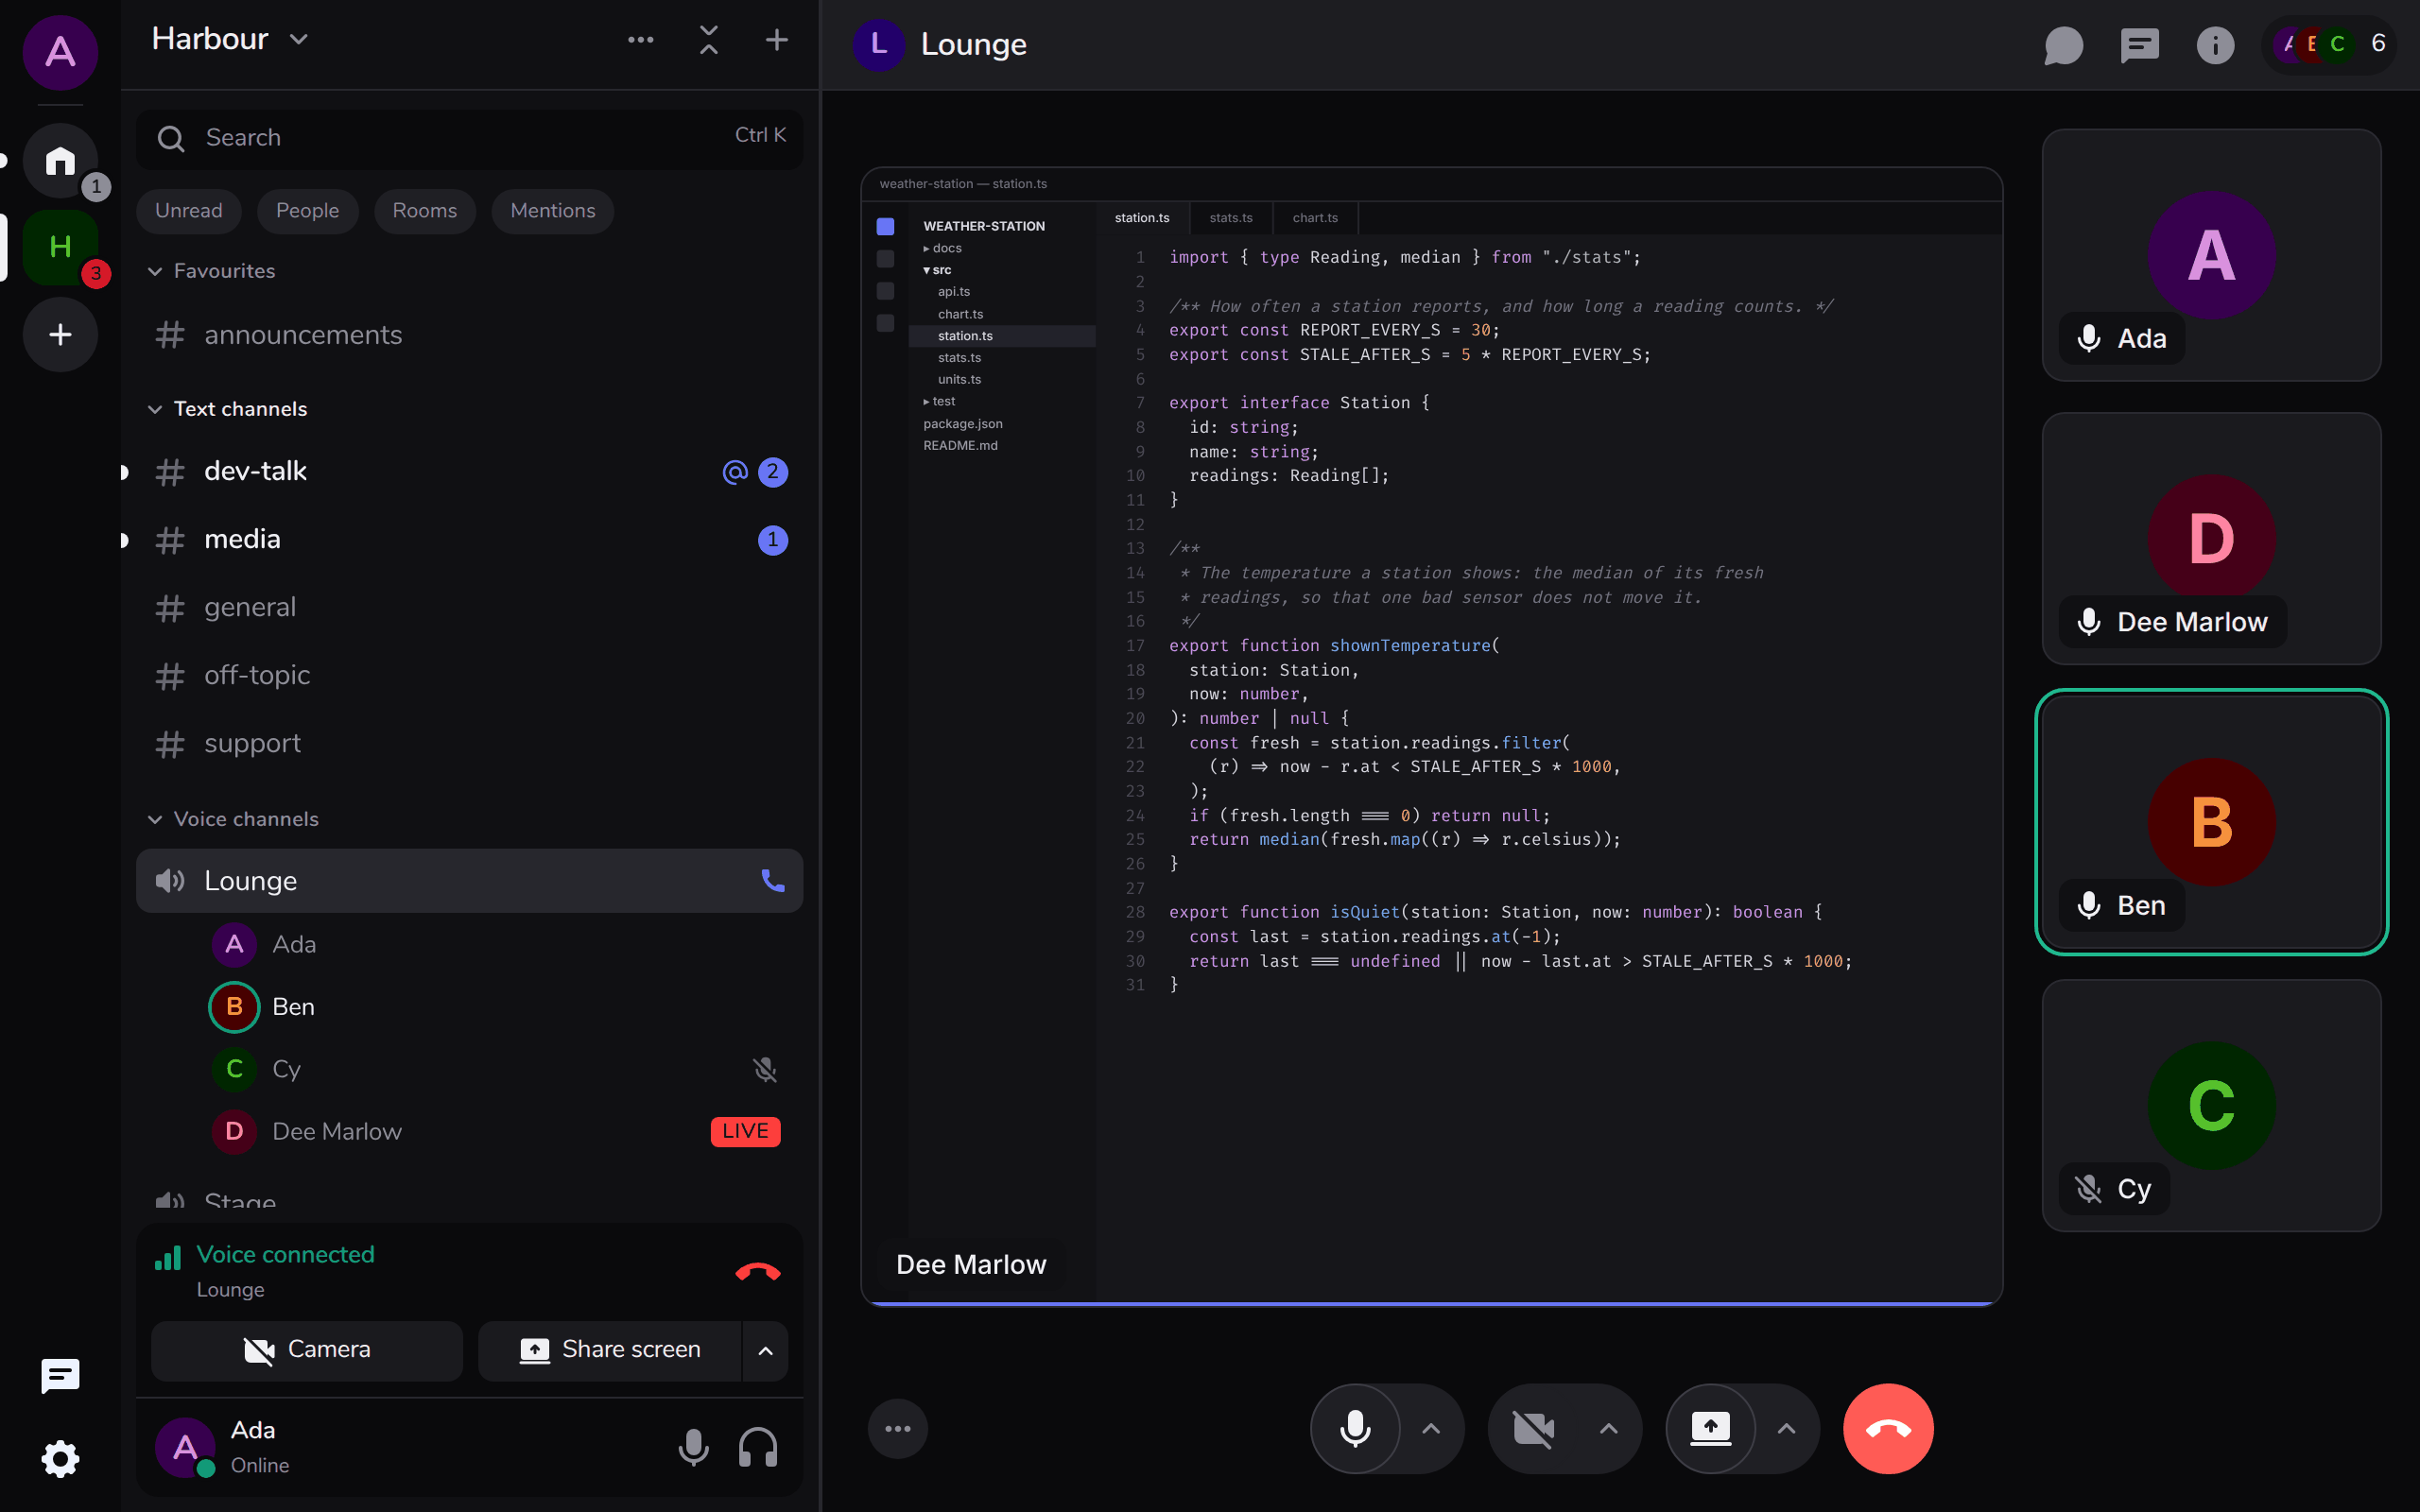 A
1
H
3
Harbour
Search
Ctrl K
Unread
People
Rooms
Mentions
Favourites
announcements
Text channels
dev-talk
@
2
media
1
general
off-topic
support
Voice channels
Lounge
A
Ada
B
Ben
C
Cy
D
Dee Marlow
LIVE
Stage
Voice connected
Lounge
Camera
Share screen
A
Ada
Online
L
Lounge
C
6
weather-station — station.ts
WEATHER-STATION
▸ docs
▾ src
api.ts
chart.ts
station.ts
stats.ts
units.ts
▸ test
package.json
README.md
station.ts
stats.ts
chart.ts
1 import { type Reading, median } from "./stats";
2
3 /** How often a station reports, and how long a reading counts. */
4 export const REPORT_EVERY_S = 30;
5 export const STALE_AFTER_S = 5 * REPORT_EVERY_S;
6
7 export interface Station {
8 id: string;
9 name: string;
10 readings: Reading[];
11 }
12
13 /**
14 * The temperature a station shows: the median of its fresh
15 * readings, so that one bad sensor does not move it.
16 */
17 export function shownTemperature(
18 station: Station,
19 now: number,
20 ): number | null {
21 const fresh = station.readings.filter(
22 (r) => now - r.at < STALE_AFTER_S * 1000,
23 );
24 if (fresh.length === 0) return null;
25 return median(fresh.map((r) => r.celsius));
26 }
27
28 export function isQuiet(station: Station, now: number): boolean {
29 const last = station.readings.at(-1);
30 return last === undefined || now - last.at > STALE_AFTER_S * 1000;
31 }
Dee Marlow
A
Ada
D
Dee Marlow
B
Ben
C
Cy